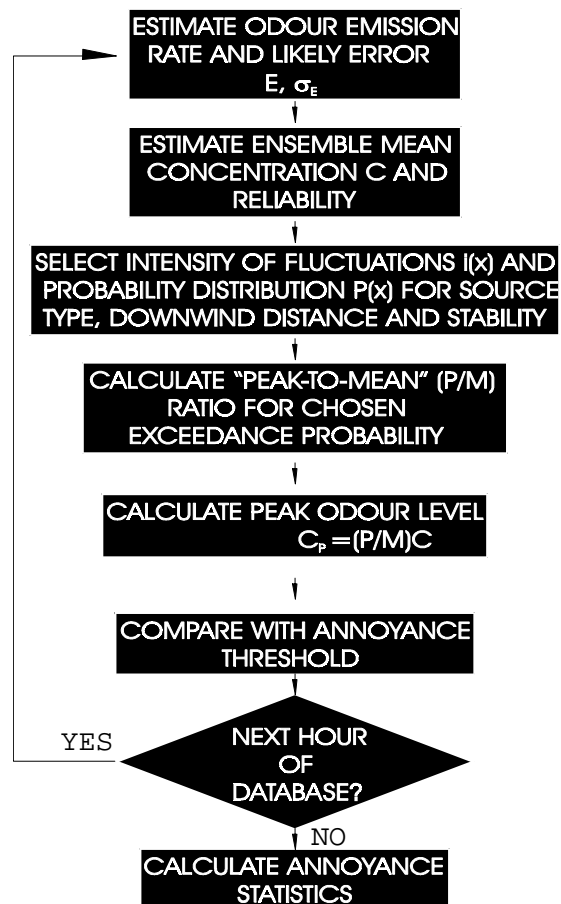 ESTIMATE ODOUR EMISSION
RATE AND LIKELY ERROR
E, σE
ESTIMATE ENSEMBLE MEAN
CONCENTRATION C AND
RELIABILITY
SELECT INTENSITY OF FLUCTUATIONS i(x) AND
PROBABILITY DISTRIBUTION P(x) FOR SOURCE
TYPE, DOWNWIND DISTANCE AND STABILITY
CALCULATE “PEAK-TO-MEAN” (P/M)
RATIO FOR CHOSEN
EXCEEDANCE PROBABILITY
CALCULATE PEAK ODOUR LEVEL
CP=(P/M)C
COMPARE WITH ANNOYANCE
THRESHOLD
YES
NEXT HOUR
OF
DATABASE?
NO
CALCULATE ANNOYANCE
STATISTICS